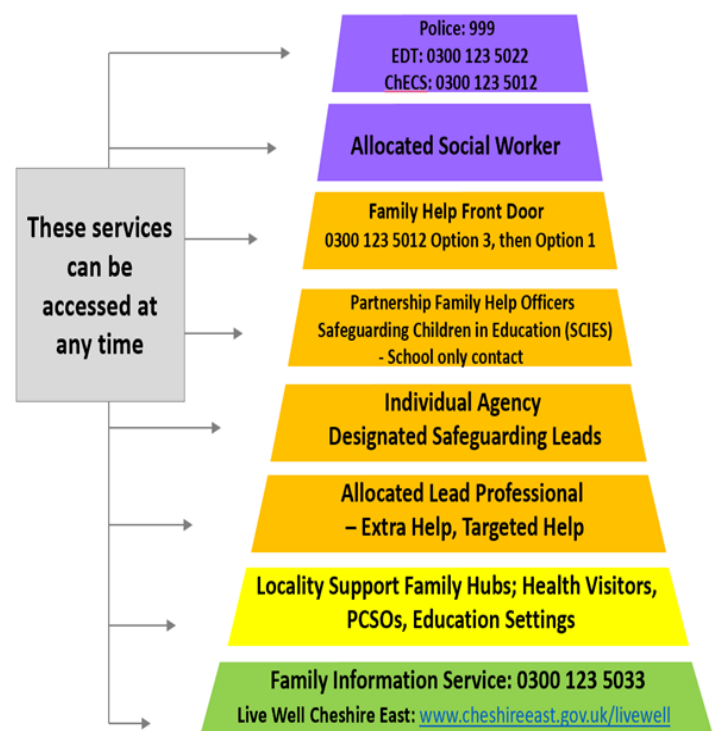 Police: 999
EDT: 0300 123 5022
ChECS: 0300 123 5012
Allocated Social Worker
These services
can be
accessed at
any time
Family Help Front Door
0300 123 5012 Option 3, then Option 1
Partnership Family Help Officers
Safeguarding Children in Education (SCIES)
- School only contact
Individual Agency
Designated Safeguarding Leads
Allocated Lead Professional
– Extra Help, Targeted Help
Locality Support Family Hubs; Health Visitors,
PCSOs, Education Settings
Family Information Service: 0300 123 5033
Live Well Cheshire East: www.cheshireeast.gov.uk/livewell